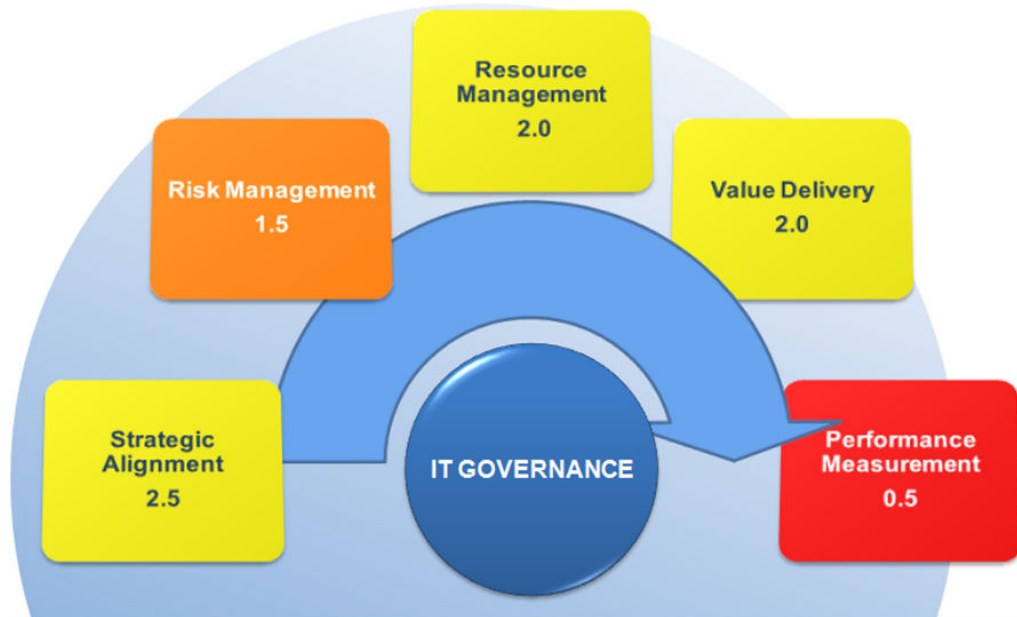 Resource
Management
2.0
Risk Management
1.5
Value Delivery
2.0
Strategic
Alignment
2.5
IT GOVERNANCE
Performance
Measurement
0.5